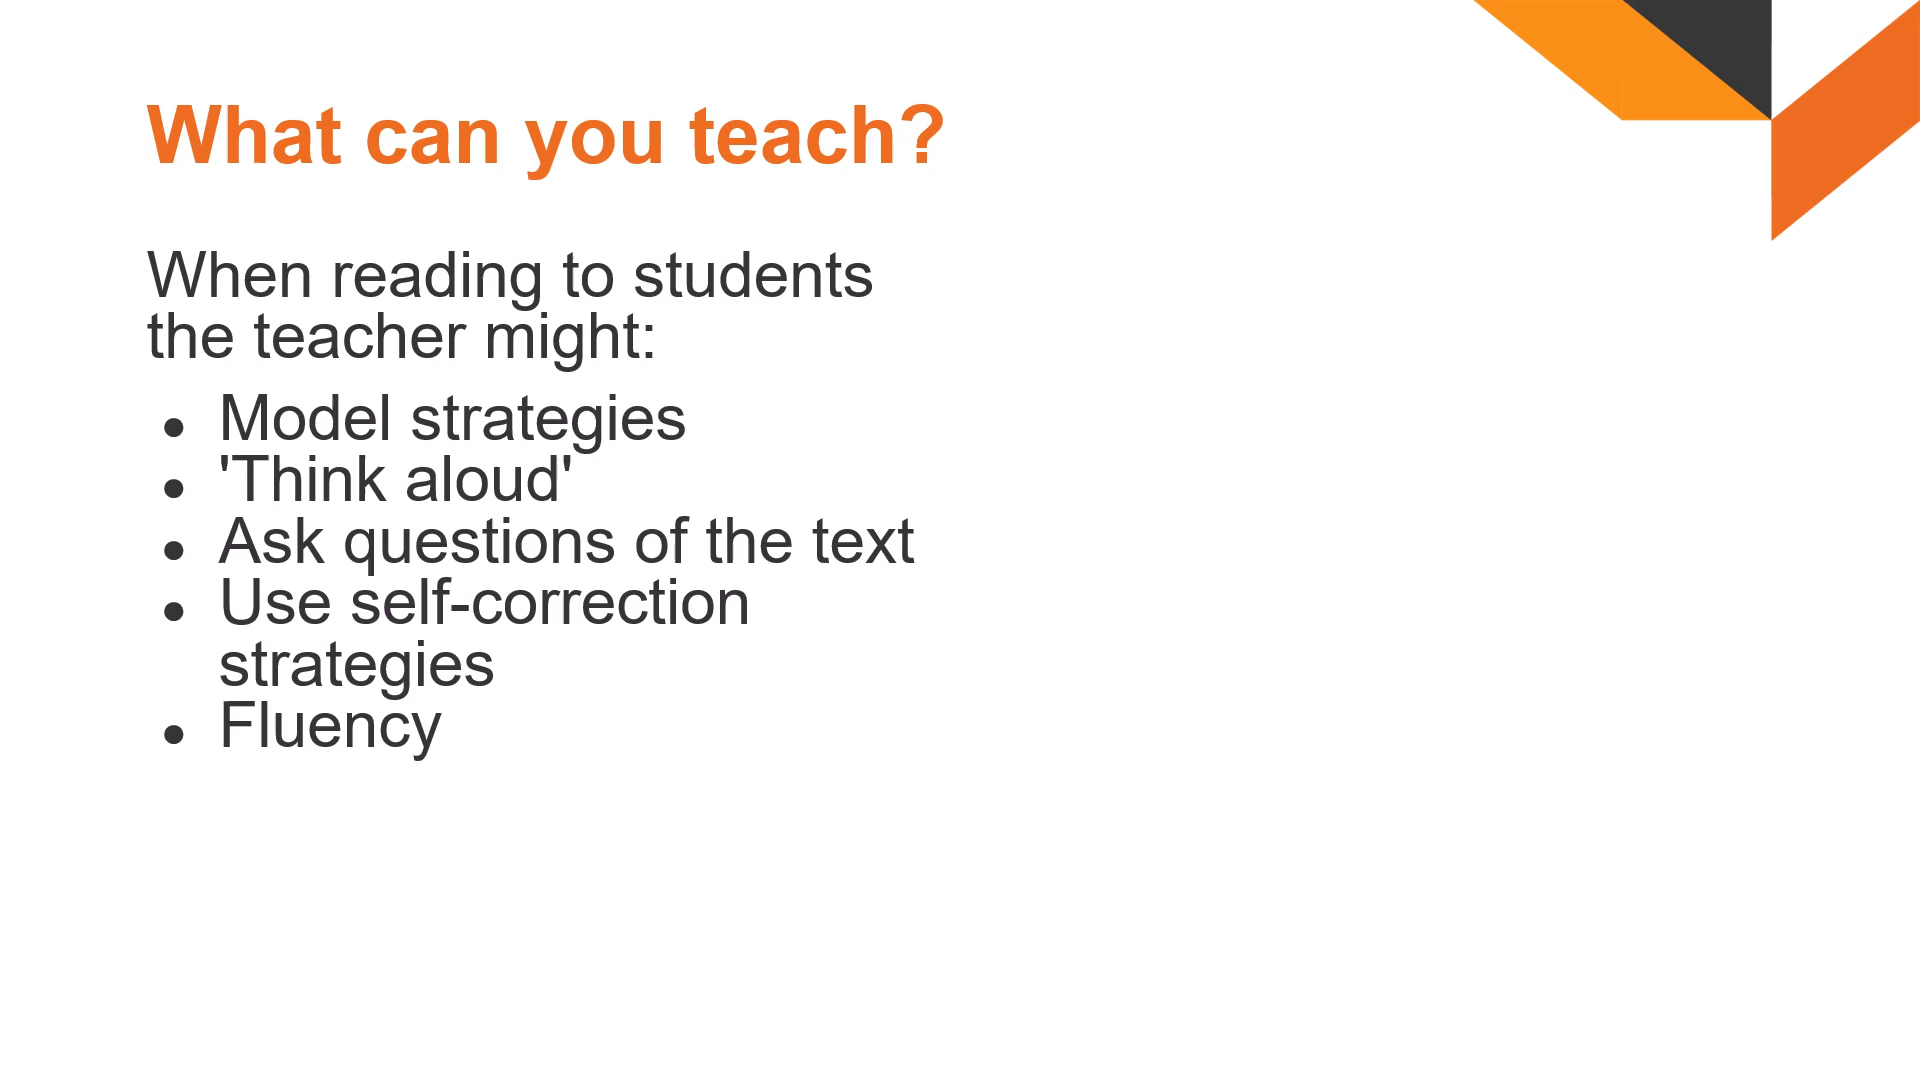 What can you teach?
When reading to students
the teacher might:
● Model strategies
● 'Think aloud'
● Ask questions of the text
● Use self-correction
strategies
● Fluency